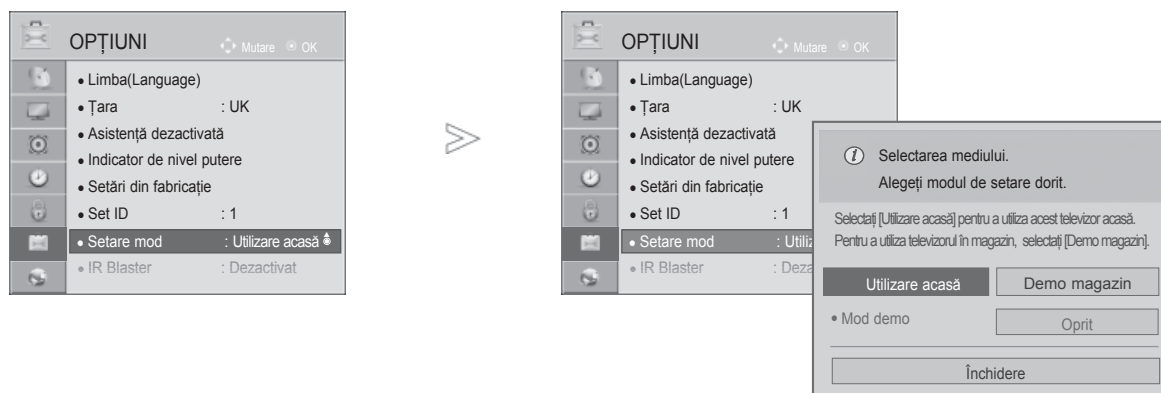 OPȚIUNI
Mutare OK
• Limba(Language)
• Țara : UK
• Asistență dezactivată
• Indicator de nivel putere
• Setări din fabricație
• Set ID : 1
• Setare mod : Utilizare acasă
• IR Blaster : Dezactivat
OPȚIUNI
Mutare OK
• Limba(Language)
• Țara : UK
• Asistență dezactivată
• Indicator de nivel putere
• Setări din fabricație
• Set ID : 1
• Setare mod : Utiliz
• IR Blaster : Deza
i Selectarea mediului.
Alegeți modul de setare dorit.
Selectați [Utilizare acasă] pentru a utiliza acest televizor acasă.
Pentru a utiliza televizorul în magazin, selectați [Demo magazin].
Utilizare acasă Demo magazin
• Mod demo Oprit
Închidere